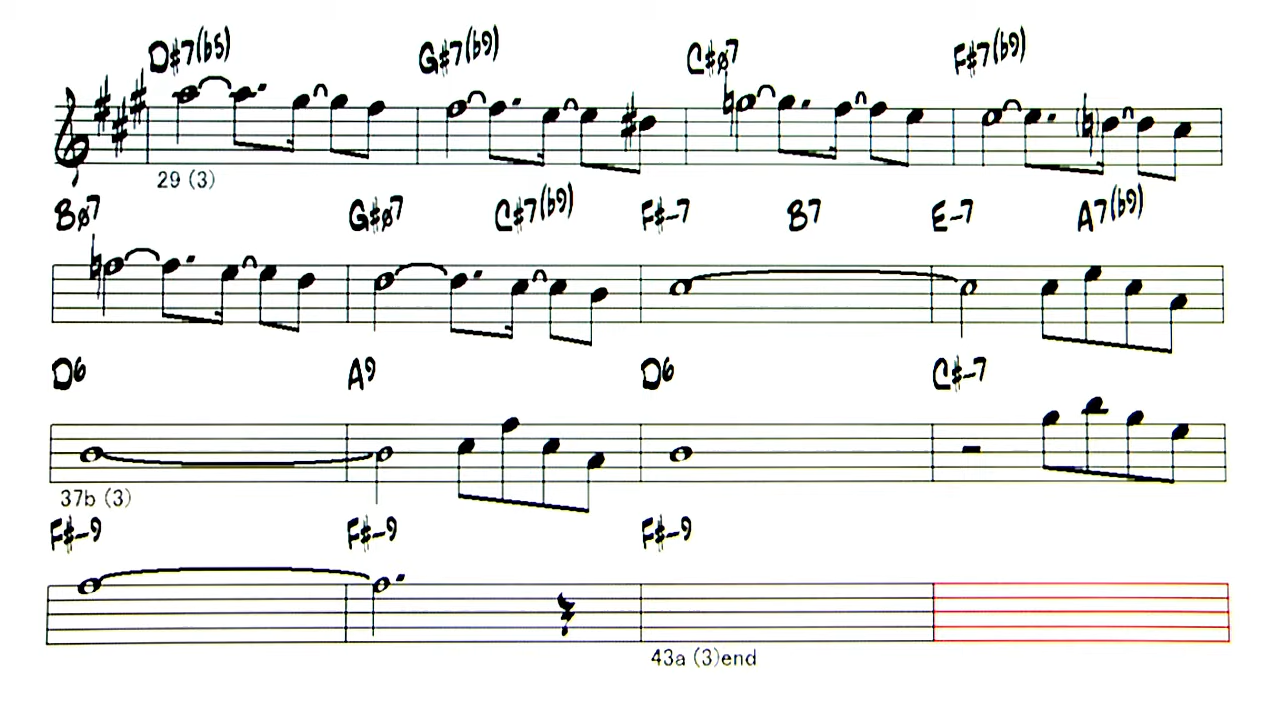 D#7(b5) G#7(b9) C#ø7 F#7(b9)
29 (3)
Bø7 G#ø7 C#7(b9) F#-7 B7 E-7 A7(b9)
D6 A9 D6 C#-7
37b (3)
F#-9 F#-9 F#-9
43a (3)end